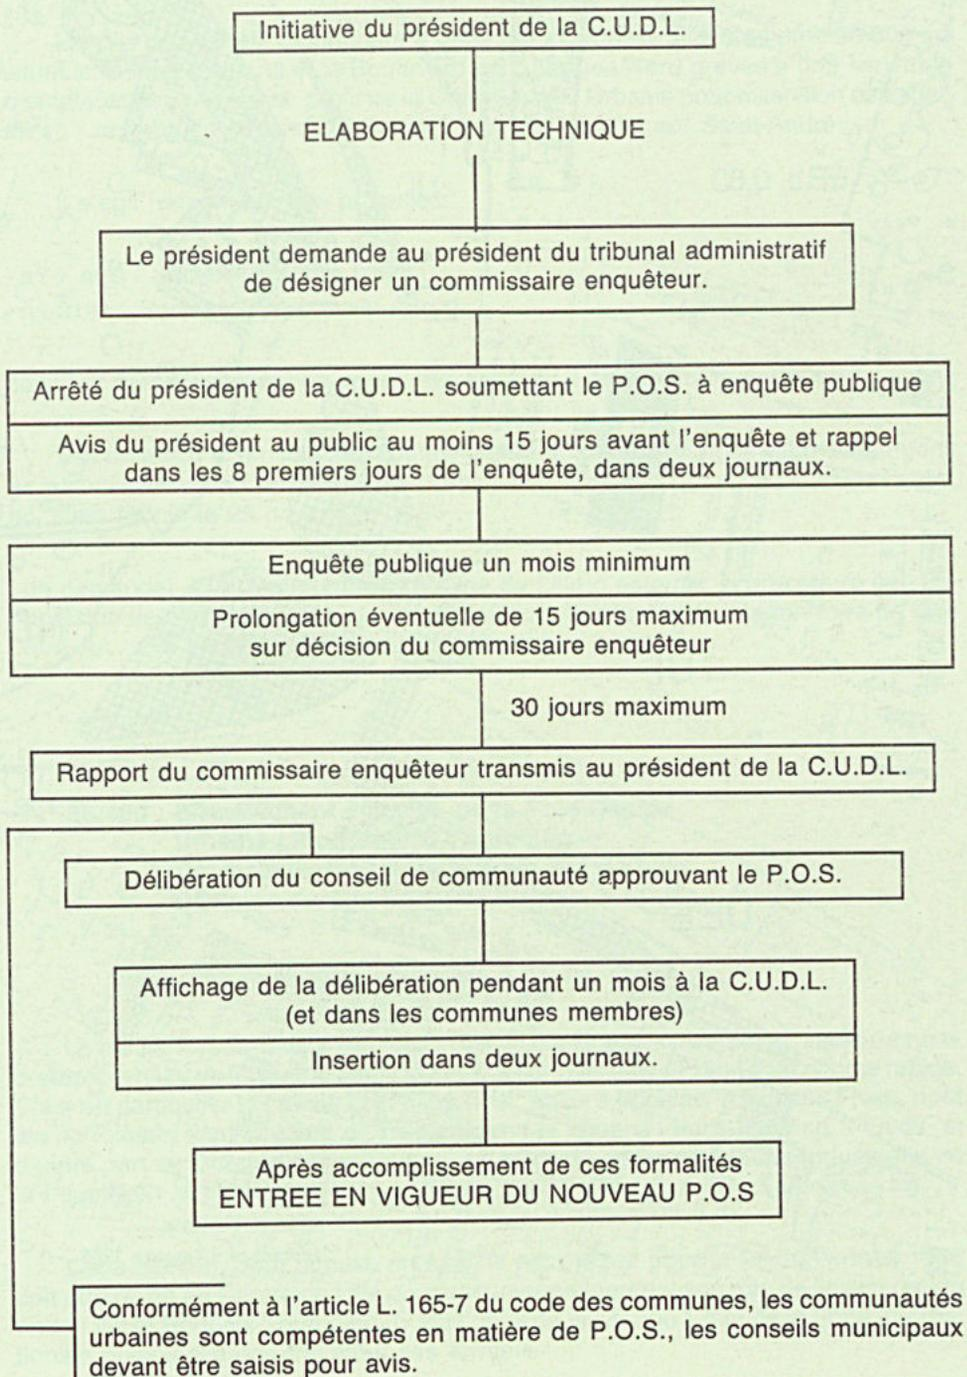 Initiative du président de la C.U.D.L.
ELABORATION TECHNIQUE
Le président demande au président du tribunal administratif
de désigner un commissaire enquêteur.
Arrêté du président de la C.U.D.L. soumettant le P.O.S. à enquête publique
Avis du président au public au moins 15 jours avant l'enquête et rappel
dans les 8 premiers jours de l'enquête, dans deux journaux.
Enquête publique un mois minimum
Prolongation éventuelle de 15 jours maximum
sur décision du commissaire enquêteur
30 jours maximum
Rapport du commissaire enquêteur transmis au président de la C.U.D.L.
Délibération du conseil de communauté approuvant le P.O.S.
Affichage de la délibération pendant un mois à la C.U.D.L.
(et dans les communes membres)
Insertion dans deux journaux.
Après accomplissement de ces formalités
ENTREE EN VIGUEUR DU NOUVEAU P.O.S
Conformément à l'article L. 165-7 du code des communes, les communautés
urbaines sont compétentes en matière de P.O.S., les conseils municipaux
devant être saisis pour avis.